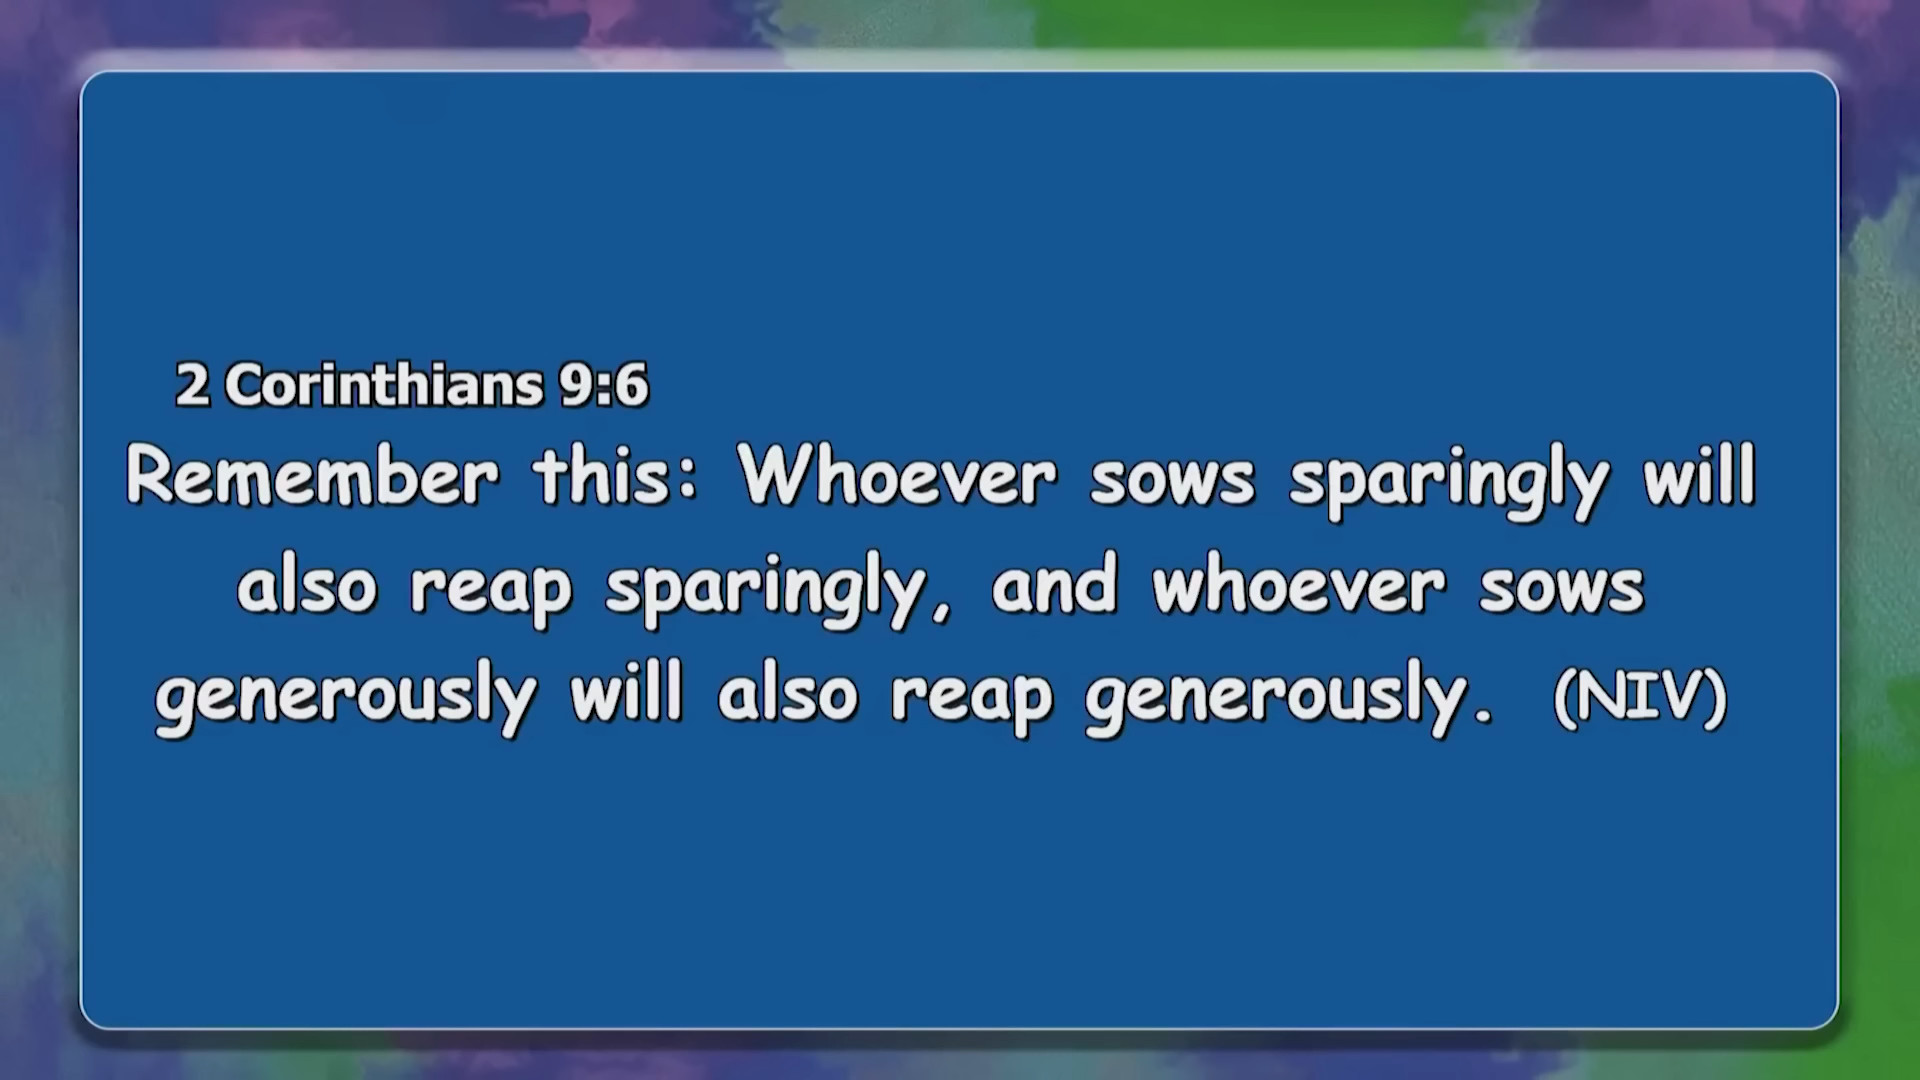 2 Corinthians 9:6
Remember this: Whoever sows sparingly will
also reap sparingly, and whoever sows
generously will also reap generously. (NIV)